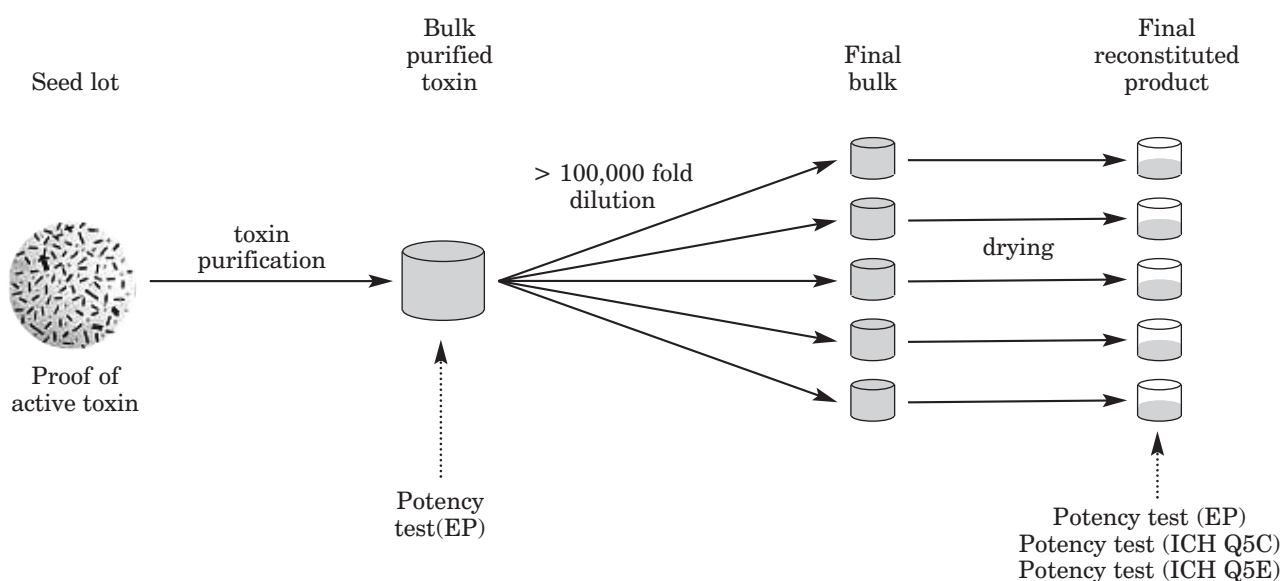 Seed lot
Bulk
purified
toxin
Final
bulk
Final
reconstituted
product
> 100,000 fold
dilution
toxin
purification
drying
Proof of
active toxin
Potency
test(EP)
Potency test (EP)
Potency test (ICH Q5C)
Potency test (ICH Q5E)